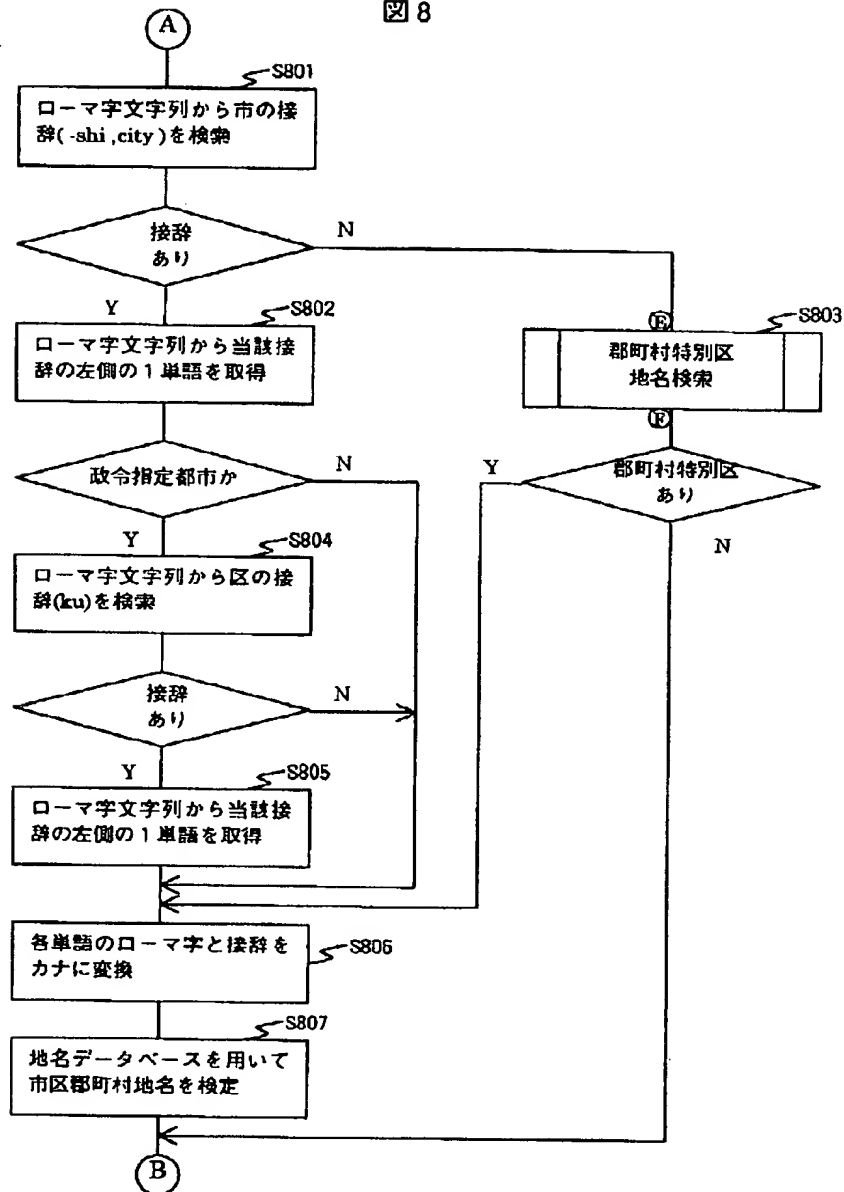 図8
A
S801
ローマ字文字列から市の接
辞(-shi,city)を検索
接辞
あり
N
Y
S802
ローマ字文字列から当該接
辞の左側の1単語を取得
S803
E
郡町村特別区
地名検索
F
政令指定都市か
N
Y
郡町村特別区
あり
Y
N
S804
ローマ字文字列から区の接
辞(ku)を検索
接辞
あり
N
Y
S805
ローマ字文字列から当該接
辞の左側の1単語を取得
各単語のローマ字と接辞を
カナに変換
S806
S807
地名データベースを用いて
市区郡町村地名を検定
B